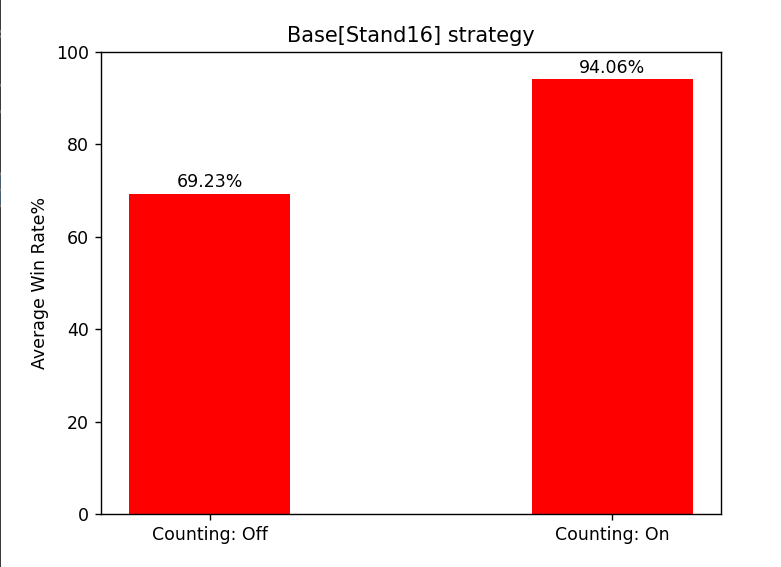 Base[Stand16] strategy
Average Win Rate%
100
80
60
40
20
0
69.23%
94.06%
Counting: Off
Counting: On